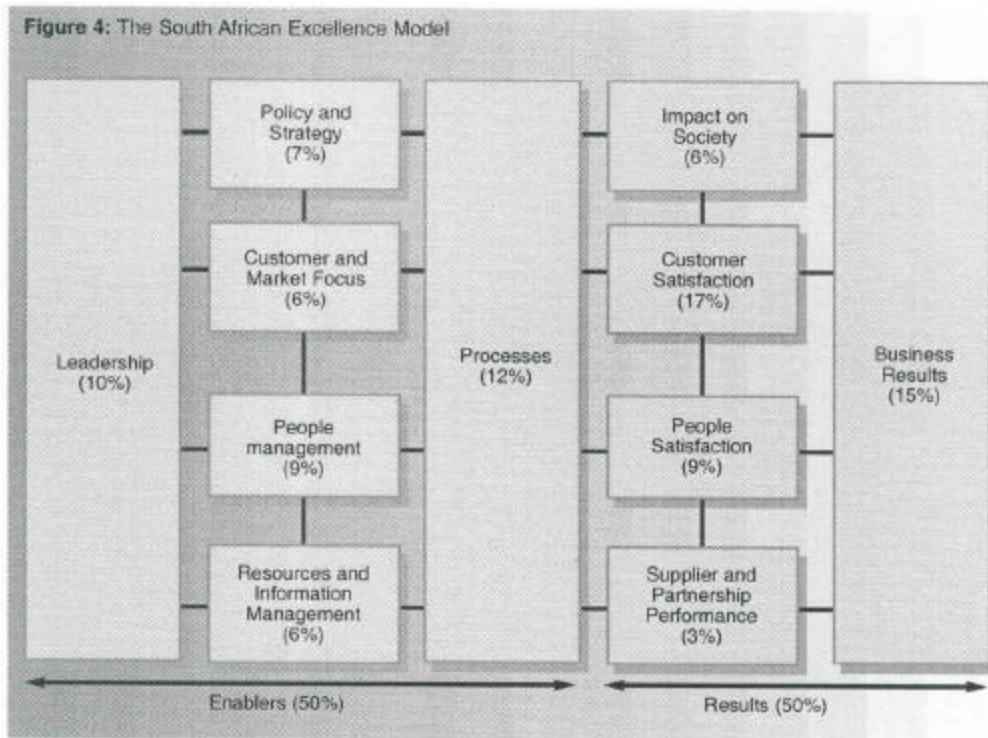 Figure 4: The South African Excellence Model
Leadership
(10%)
Policy and
Strategy
(7%)
Customer and
Market Focus
(6%)
People
management
(9%)
Resources and
Information
Management
(6%)
Processes
(12%)
Impact on
Society
(6%)
Customer
Satisfaction
(17%)
People
Satisfaction
(9%)
Supplier and
Partnership
Performance
(3%)
Business
Results
(15%)
Enablers (50%)
Results (50%)